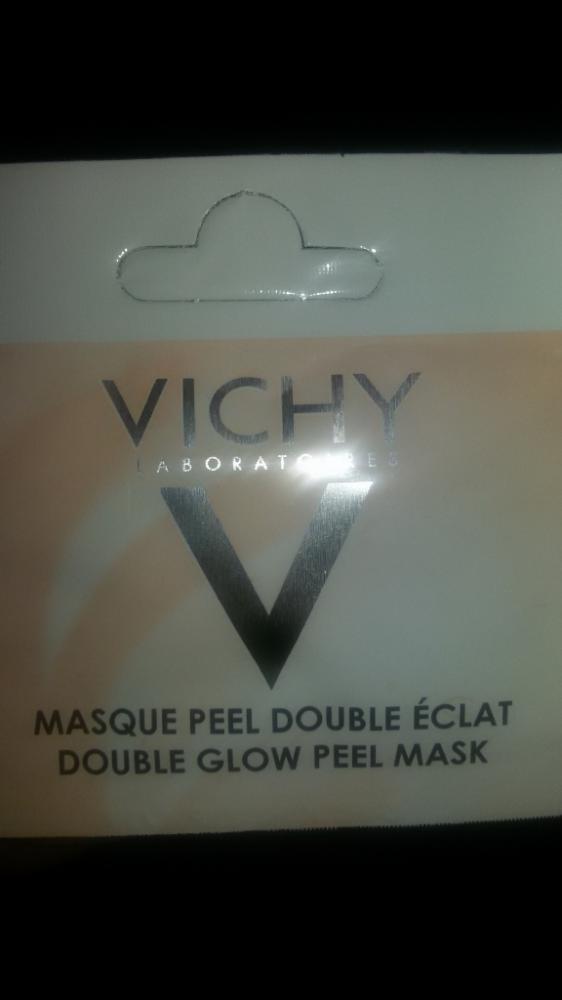 VICHY
LABORATOIRES
V
MASQUE PEEL DOUBLE ÉCLAT
DOUBLE GLOW PEEL MASK